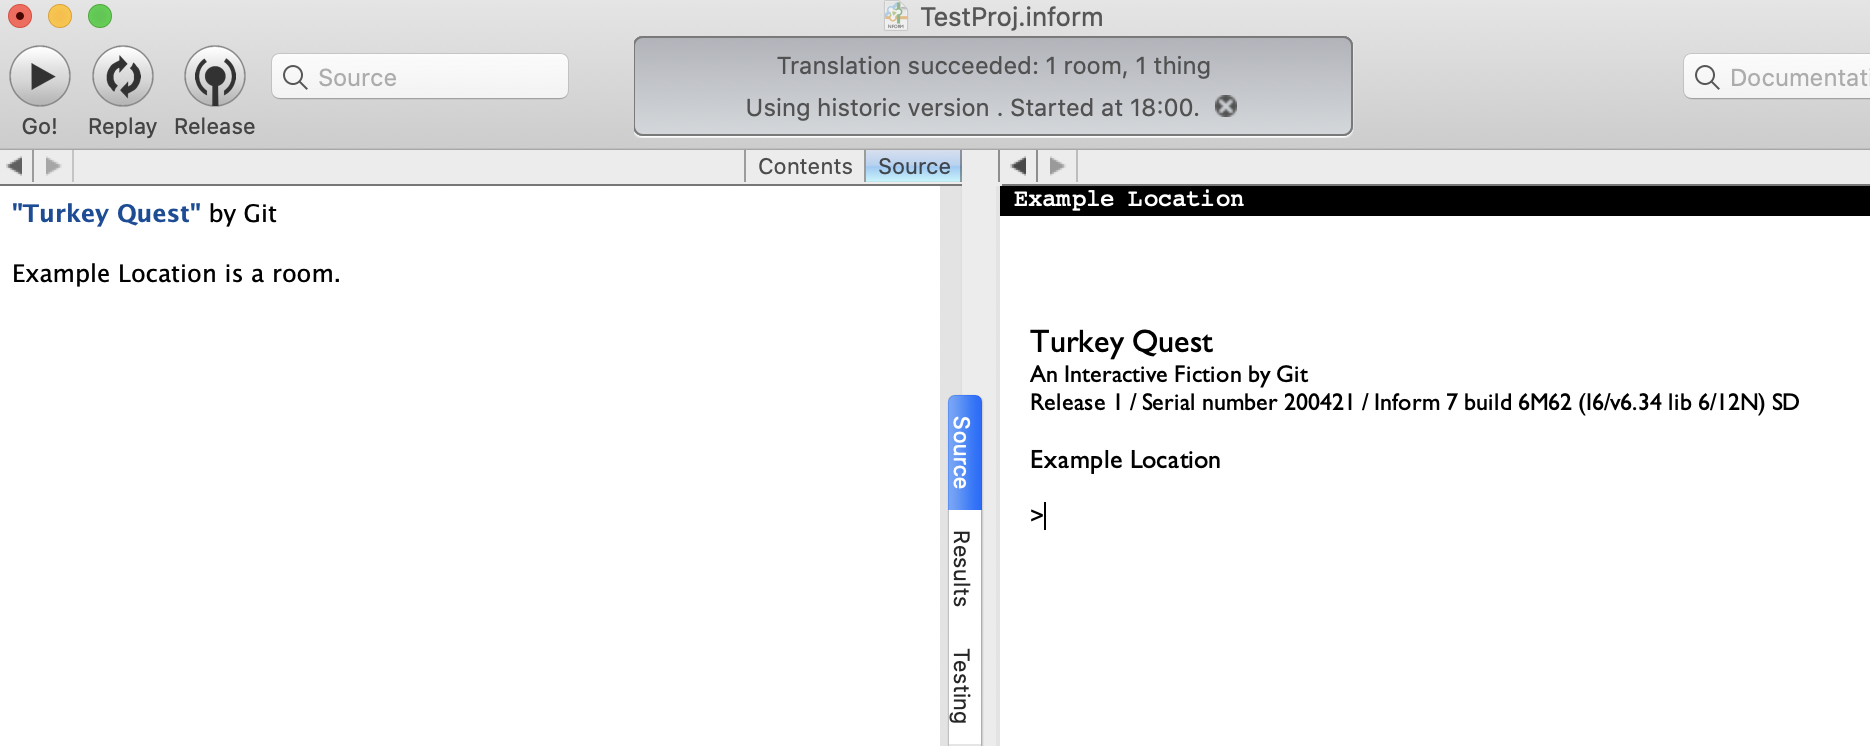 TestProj.inform
Go!
Replay
Release
Source
Translation succeeded: 1 room, 1 thing
Using historic version . Started at 18:00.
Documentati
Contents
Source
"Turkey Quest" by Git
Example Location is a room.
Source
Results
Testing
Example Location
Turkey Quest
An Interactive Fiction by Git
Release 1 / Serial number 200421 / Inform 7 build 6M62 (I6/v6.34 lib 6/12N) SD
Example Location
>